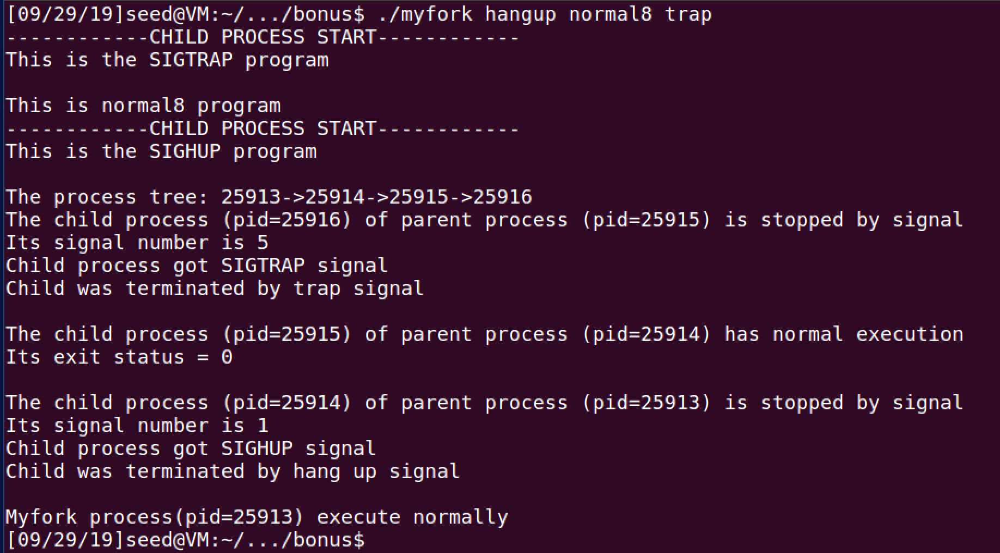 [09/29/19]seed@VM:~/.../bonus$ ./myfork hangup normal8 trap
------------CHILD PROCESS START------------
This is the SIGTRAP program
This is normal8 program
------------CHILD PROCESS START------------
This is the SIGHUP program
The process tree: 25913->25914->25915->25916
The child process (pid=25916) of parent process (pid=25915) is stopped by signal
Its signal number is 5
Child process got SIGTRAP signal
Child was terminated by trap signal
The child process (pid=25915) of parent process (pid=25914) has normal execution
Its exit status = 0
The child process (pid=25914) of parent process (pid=25913) is stopped by signal
Its signal number is 1
Child process got SIGHUP signal
Child was terminated by hang up signal
Myfork process(pid=25913) execute normally
[09/29/19]seed@VM:~/.../bonus$